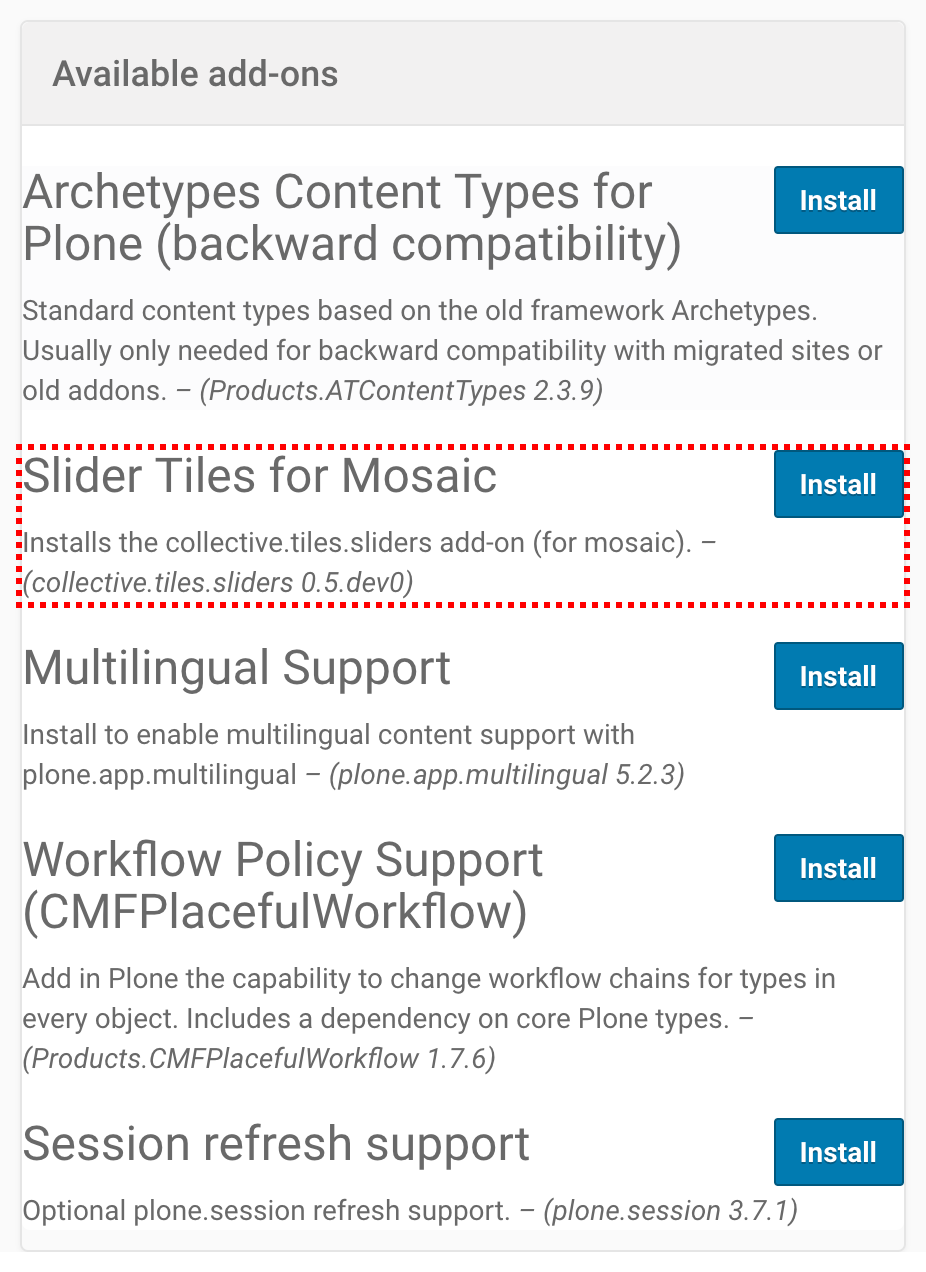 Available add-ons
Archetypes Content Types for
Plone (backward compatibility)
Install
Standard content types based on the old framework Archetypes.
Usually only needed for backward compatibility with migrated sites or
old addons. – (Products.ATContentTypes 2.3.9)
Slider Tiles for Mosaic
Install
Installs the collective.tiles.sliders add-on (for mosaic). –
(collective.tiles.sliders 0.5.dev0)
Multilingual Support
Install
Install to enable multilingual content support with
plone.app.multilingual – (plone.app.multilingual 5.2.3)
Workflow Policy Support
(CMFPlacefulWorkflow)
Install
Add in Plone the capability to change workflow chains for types in
every object. Includes a dependency on core Plone types. –
(Products.CMFPlacefulWorkflow 1.7.6)
Session refresh support
Install
Optional plone.session refresh support. – (plone.session 3.7.1)